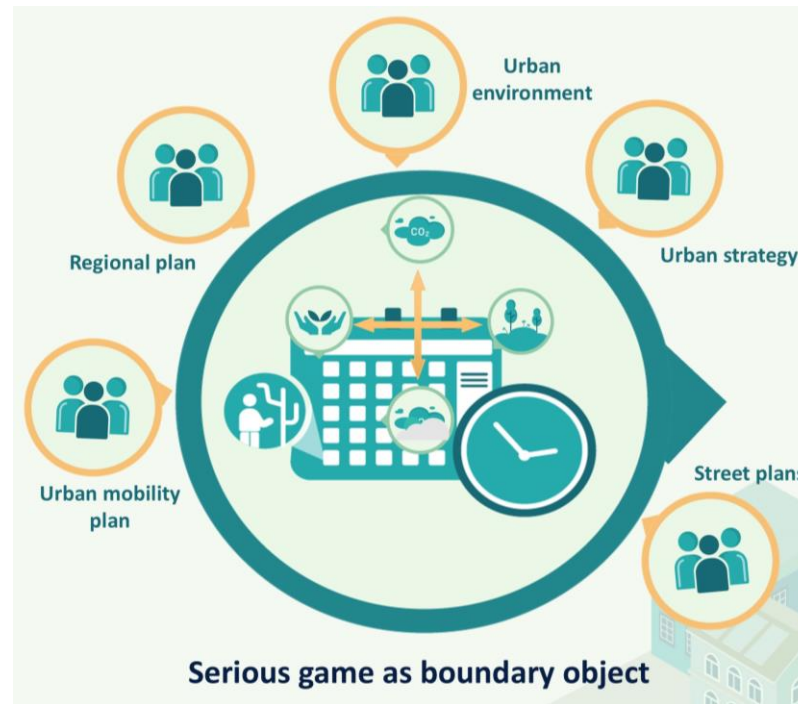 Urban
environment
Regional plan
Urban strategy
CO₂
Urban mobility
plan
Street plans
Serious game as boundary object